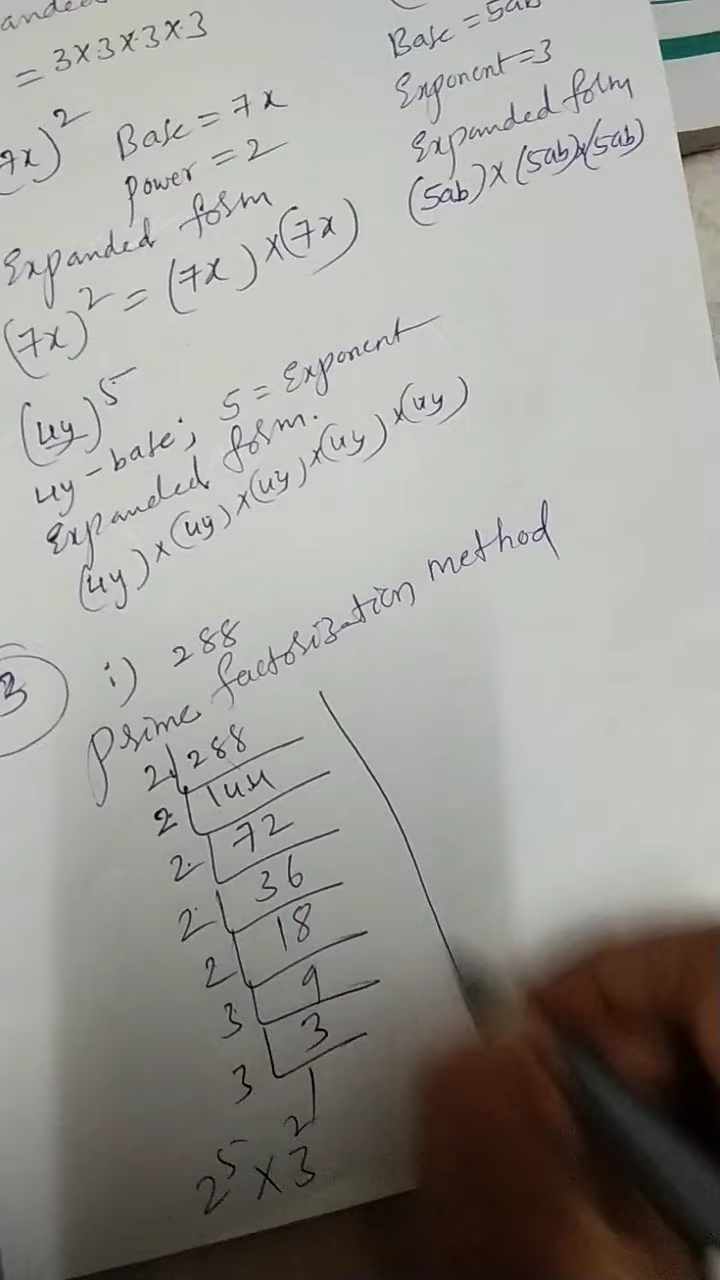 = 3×3×3×3
(7x)² Base = 7x
power = 2
Expanded form
(7x)² = (7x)×(7x)
Base = 5ab
Exponent = 3
Expanded form
(5ab)×(5ab)×(5ab)
(4y)⁵
4y - base; 5 = Exponent
Expanded form.
(4y)×(4y)×(4y)×(4y)×(4y)
3 i) 288
Prime factorization method
2 288
2 144
2 72
2 36
2 18
3 9
3 3
1
2⁵ × 3²